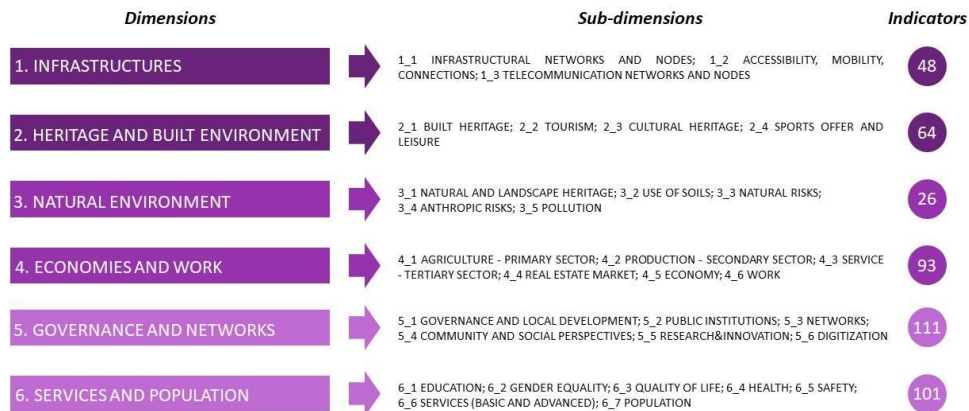 Dimensions Sub-dimensions Indicators
1. INFRASTRUCTURES
1_1 INFRASTRUCTURAL NETWORKS AND NODES; 1_2 ACCESSIBILITY, MOBILITY,
CONNECTIONS; 1_3 TELECOMMUNICATION NETWORKS AND NODES
48
2. HERITAGE AND BUILT ENVIRONMENT
2_1 BUILT HERITAGE; 2_2 TOURISM; 2_3 CULTURAL HERITAGE; 2_4 SPORTS OFFER AND
LEISURE
64
3. NATURAL ENVIRONMENT
3_1 NATURAL AND LANDSCAPE HERITAGE; 3_2 USE OF SOILS; 3_3 NATURAL RISKS;
3_4 ANTHROPIC RISKS; 3_5 POLLUTION
26
4. ECONOMIES AND WORK
4_1 AGRICULTURE - PRIMARY SECTOR; 4_2 PRODUCTION - SECONDARY SECTOR; 4_3 SERVICE
- TERTIARY SECTOR; 4_4 REAL ESTATE MARKET; 4_5 ECONOMY; 4_6 WORK
93
5. GOVERNANCE AND NETWORKS
5_1 GOVERNANCE AND LOCAL DEVELOPMENT; 5_2 PUBLIC INSTITUTIONS; 5_3 NETWORKS;
5_4 COMMUNITY AND SOCIAL PERSPECTIVES; 5_5 RESEARCH&INNOVATION; 5_6 DIGITIZATION
111
6. SERVICES AND POPULATION
6_1 EDUCATION; 6_2 GENDER EQUALITY; 6_3 QUALITY OF LIFE; 6_4 HEALTH; 6_5 SAFETY;
6_6 SERVICES (BASIC AND ADVANCED); 6_7 POPULATION
101